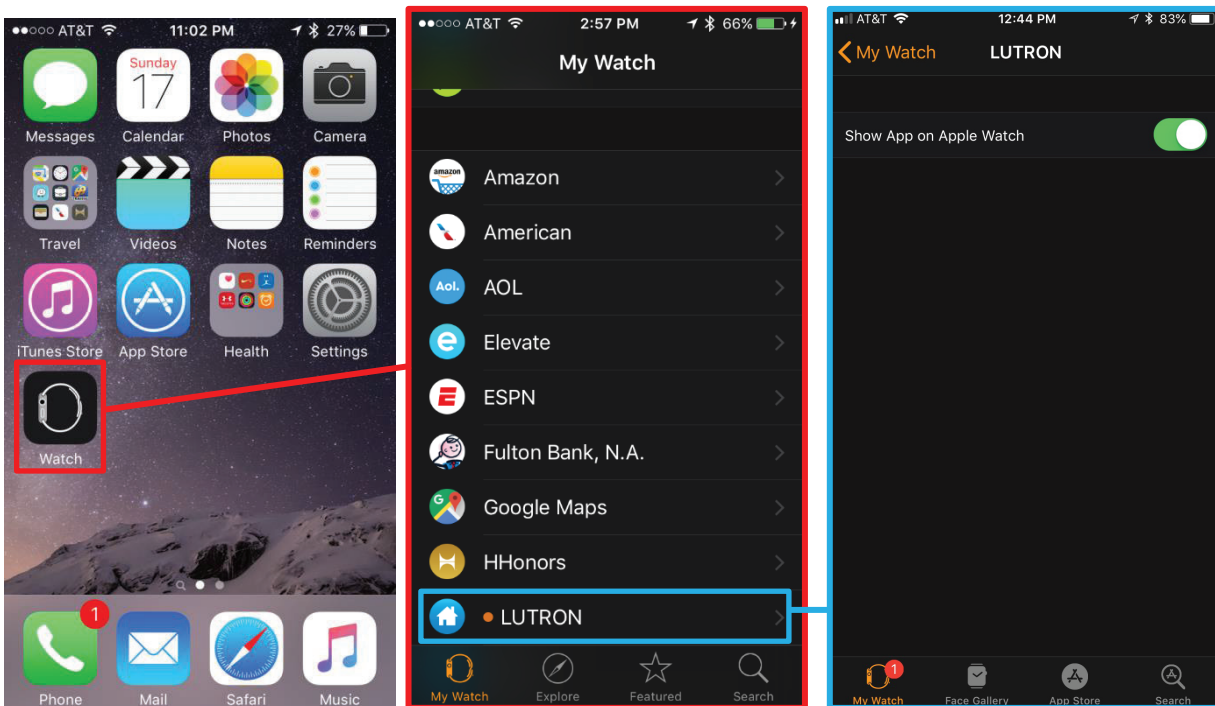 AT&T 11:02 PM 27%
Sunday
17
Messages Calendar Photos Camera
Travel Videos Notes Reminders
iTunes Store App Store Health Settings
Watch
1
Phone Mail Safari Music
AT&T 2:57 PM 66%
My Watch
amazon Amazon
American
Aol. AOL
e Elevate
E ESPN
Fulton Bank, N.A.
G Google Maps
H HHonors
LUTRON
My Watch Explore Featured Search
AT&T 12:44 PM 83%
My Watch LUTRON
Show App on Apple Watch
1
My Watch Face Gallery App Store Search